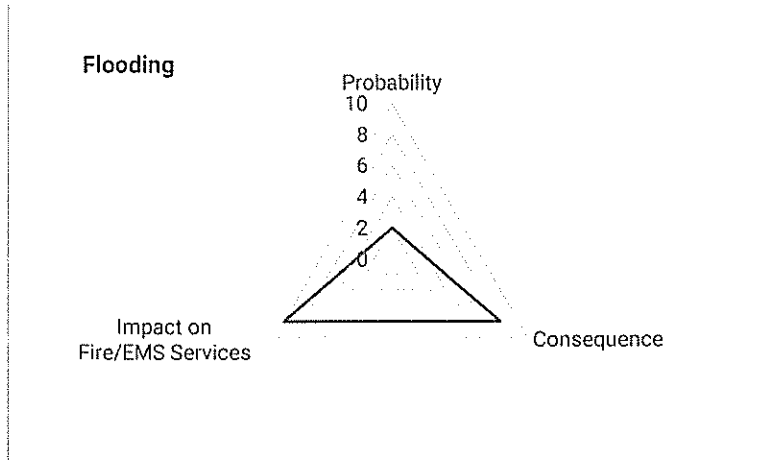 Flooding
Probability
10
8
6
4
2
0
Impact on
Fire/EMS Services
Consequence